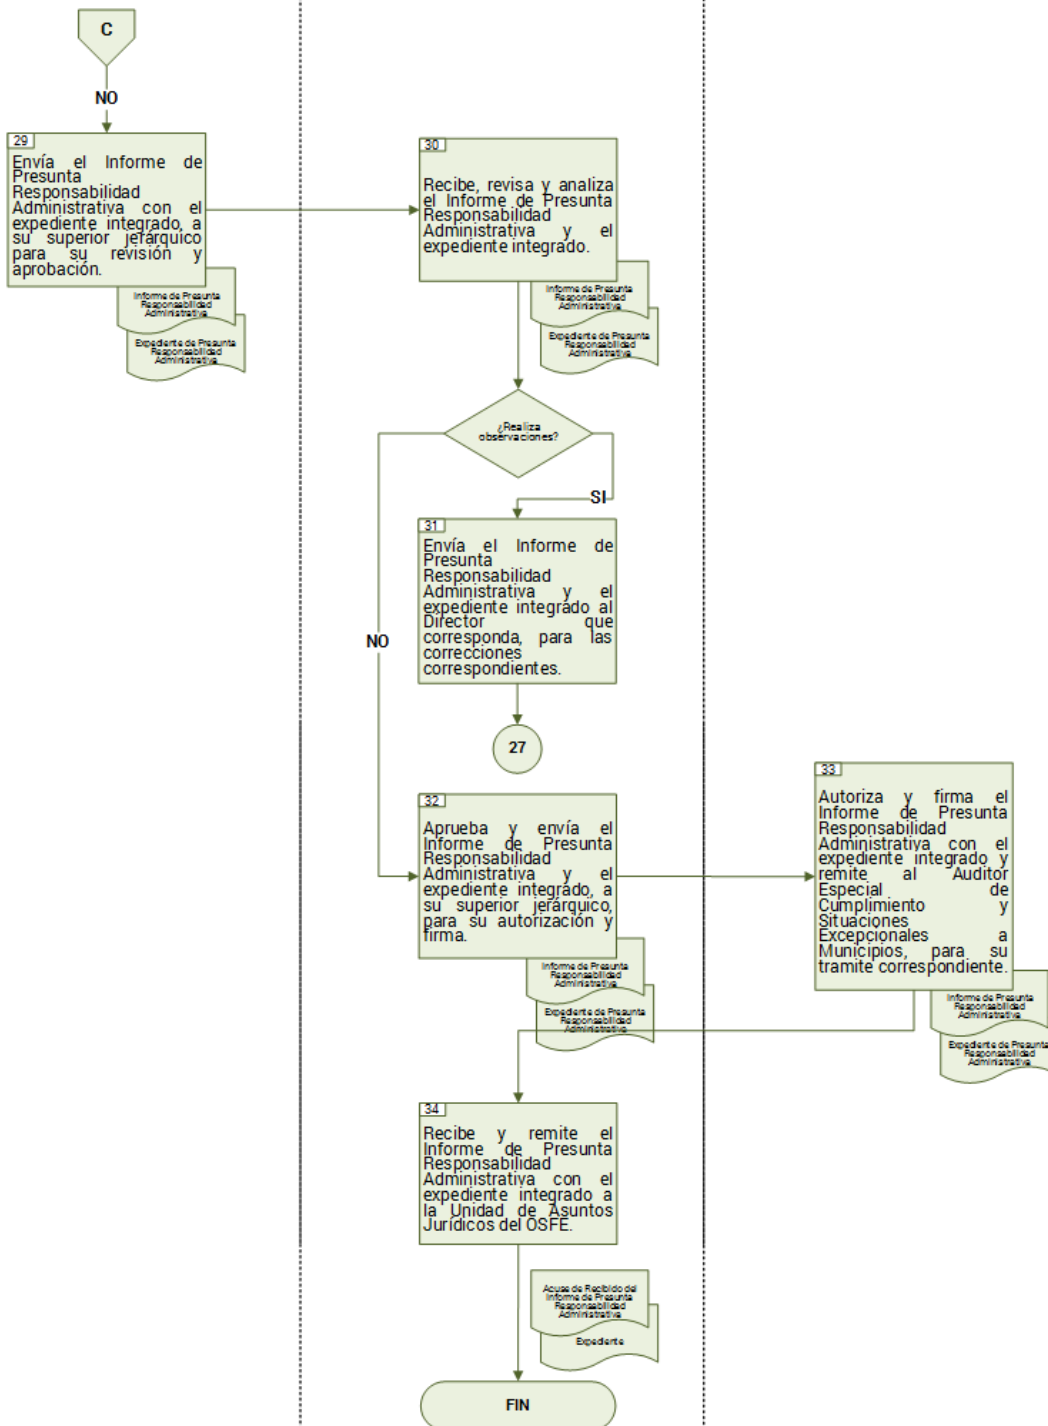 C
NO
29
Envía el Informe de
Presunta
Responsabilidad
Administrativa con el
expediente integrado, a
su superior jerárquico
para su revisión y
aprobación.
Informe de Presunta
Responsabilidad
Administrativa
Expediente de Presunta
Responsabilidad
Administrativa
30
Recibe, revisa y analiza
el Informe de Presunta
Responsabilidad
Administrativa y el
expediente integrado.
Informe de Presunta
Responsabilidad
Administrativa
Expediente de Presunta
Responsabilidad
Administrativa
¿Realiza
observaciones?
SI
NO
31
Envía el Informe de
Presunta
Responsabilidad
Administrativa y el
expediente integrado al
Director que
corresponda, para las
correcciones
correspondientes.
27
32
Aprueba y envía el
Informe de Presunta
Responsabilidad
Administrativa y el
expediente integrado, a
su superior jerárquico,
para su autorización y
firma.
Informe de Presunta
Responsabilidad
Administrativa
Expediente de Presunta
Responsabilidad
Administrativa
33
Autoriza y firma el
Informe de Presunta
Responsabilidad
Administrativa con el
expediente integrado y
remite al Auditor
Especial de
Cumplimiento y
Situaciones
Excepcionales a
Municipios, para su
tramite correspondiente.
Informe de Presunta
Responsabilidad
Administrativa
Expediente de Presunta
Responsabilidad
Administrativa
34
Recibe y remite el
Informe de Presunta
Responsabilidad
Administrativa con el
expediente integrado a
la Unidad de Asuntos
Jurídicos del OSFE.
Acuse de Recibido del
Informe de Presunta
Responsabilidad
Administrativa
Expediente
FIN